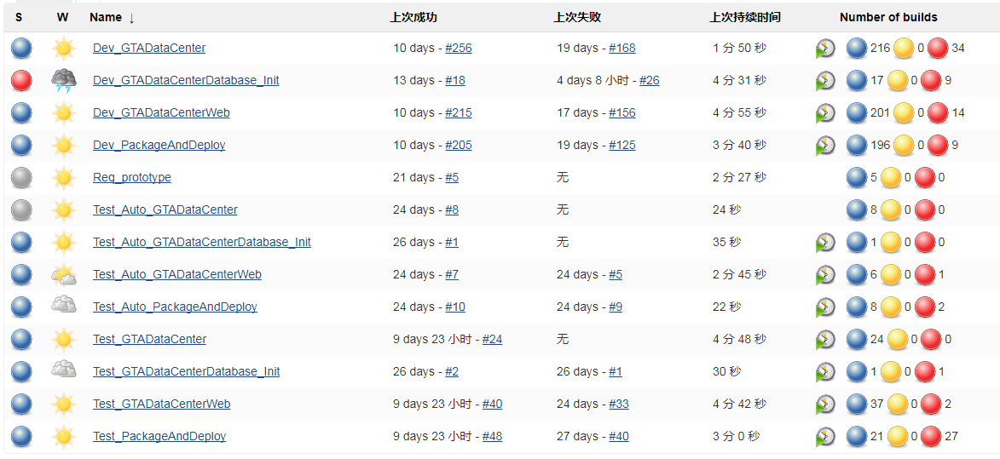 S W Name ↓ 上次成功 上次失败 上次持续时间 Number of builds
Dev_GTADataCenter 10 days - #256 19 days - #168 1 分 50 秒 216 0 34
Dev_GTADataCenterDatabase_Init 13 days - #18 4 days 8 小时 - #26 4 分 31 秒 17 0 9
Dev_GTADataCenterWeb 10 days - #215 17 days - #156 4 分 55 秒 201 0 14
Dev_PackageAndDeploy 10 days - #205 19 days - #125 3 分 40 秒 196 0 9
Req_prototype 21 days - #5 无 2 分 27 秒 5 0 0
Test_Auto_GTADataCenter 24 days - #8 无 24 秒 8 0 0
Test_Auto_GTADataCenterDatabase_Init 26 days - #1 无 35 秒 1 0 0
Test_Auto_GTADataCenterWeb 24 days - #7 24 days - #5 2 分 45 秒 6 0 1
Test_Auto_PackageAndDeploy 24 days - #10 24 days - #9 22 秒 8 0 2
Test_GTADataCenter 9 days 23 小时 - #24 无 4 分 48 秒 24 0 0
Test_GTADataCenterDatabase_Init 26 days - #2 26 days - #1 30 秒 1 0 1
Test_GTADataCenterWeb 9 days 23 小时 - #40 24 days - #33 4 分 42 秒 37 0 2
Test_PackageAndDeploy 9 days 23 小时 - #48 27 days - #40 3 分 0 秒 21 0 27